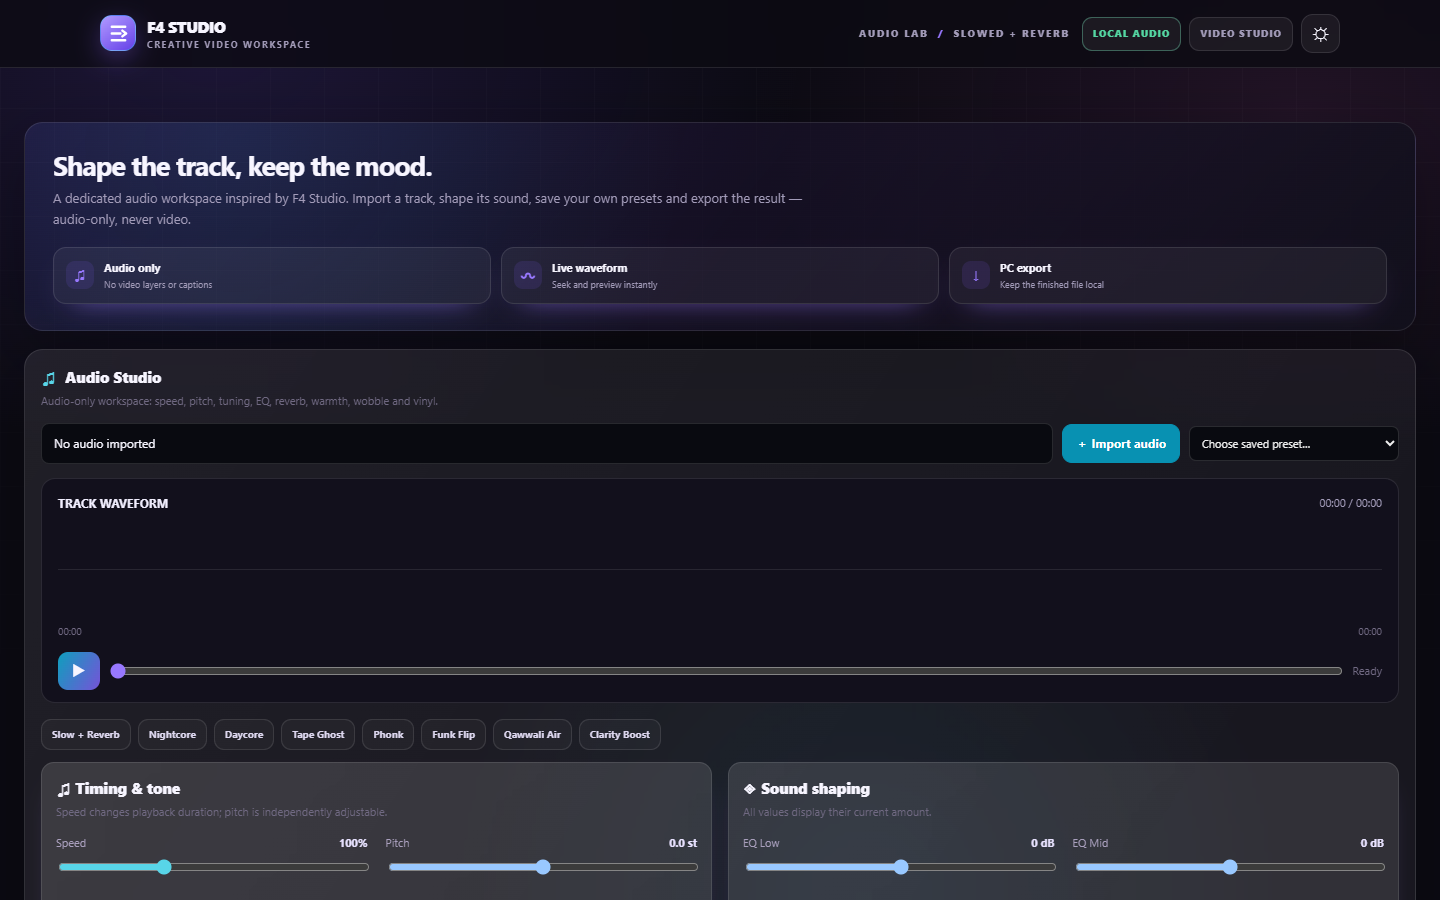 F4 STUDIO
CREATIVE VIDEO WORKSPACE
AUDIO LAB / SLOWED + REVERB
LOCAL AUDIO
VIDEO STUDIO
Shape the track, keep the mood.
A dedicated audio workspace inspired by F4 Studio. Import a track, shape its sound, save your own presets and export the result —
audio-only, never video.
Audio only
No video layers or captions
Live waveform
Seek and preview instantly
PC export
Keep the finished file local
Audio Studio
Audio-only workspace: speed, pitch, tuning, EQ, reverb, warmth, wobble and vinyl.
No audio imported
+ Import audio
Choose saved preset...
TRACK WAVEFORM
00:00 / 00:00
00:00
00:00
Ready
Slow + Reverb
Nightcore
Daycore
Tape Ghost
Phonk
Funk Flip
Qawwali Air
Clarity Boost
Timing & tone
Speed changes playback duration; pitch is independently adjustable.
Speed 100%
Pitch 0.0 st
Sound shaping
All values display their current amount.
EQ Low 0 dB
EQ Mid 0 dB